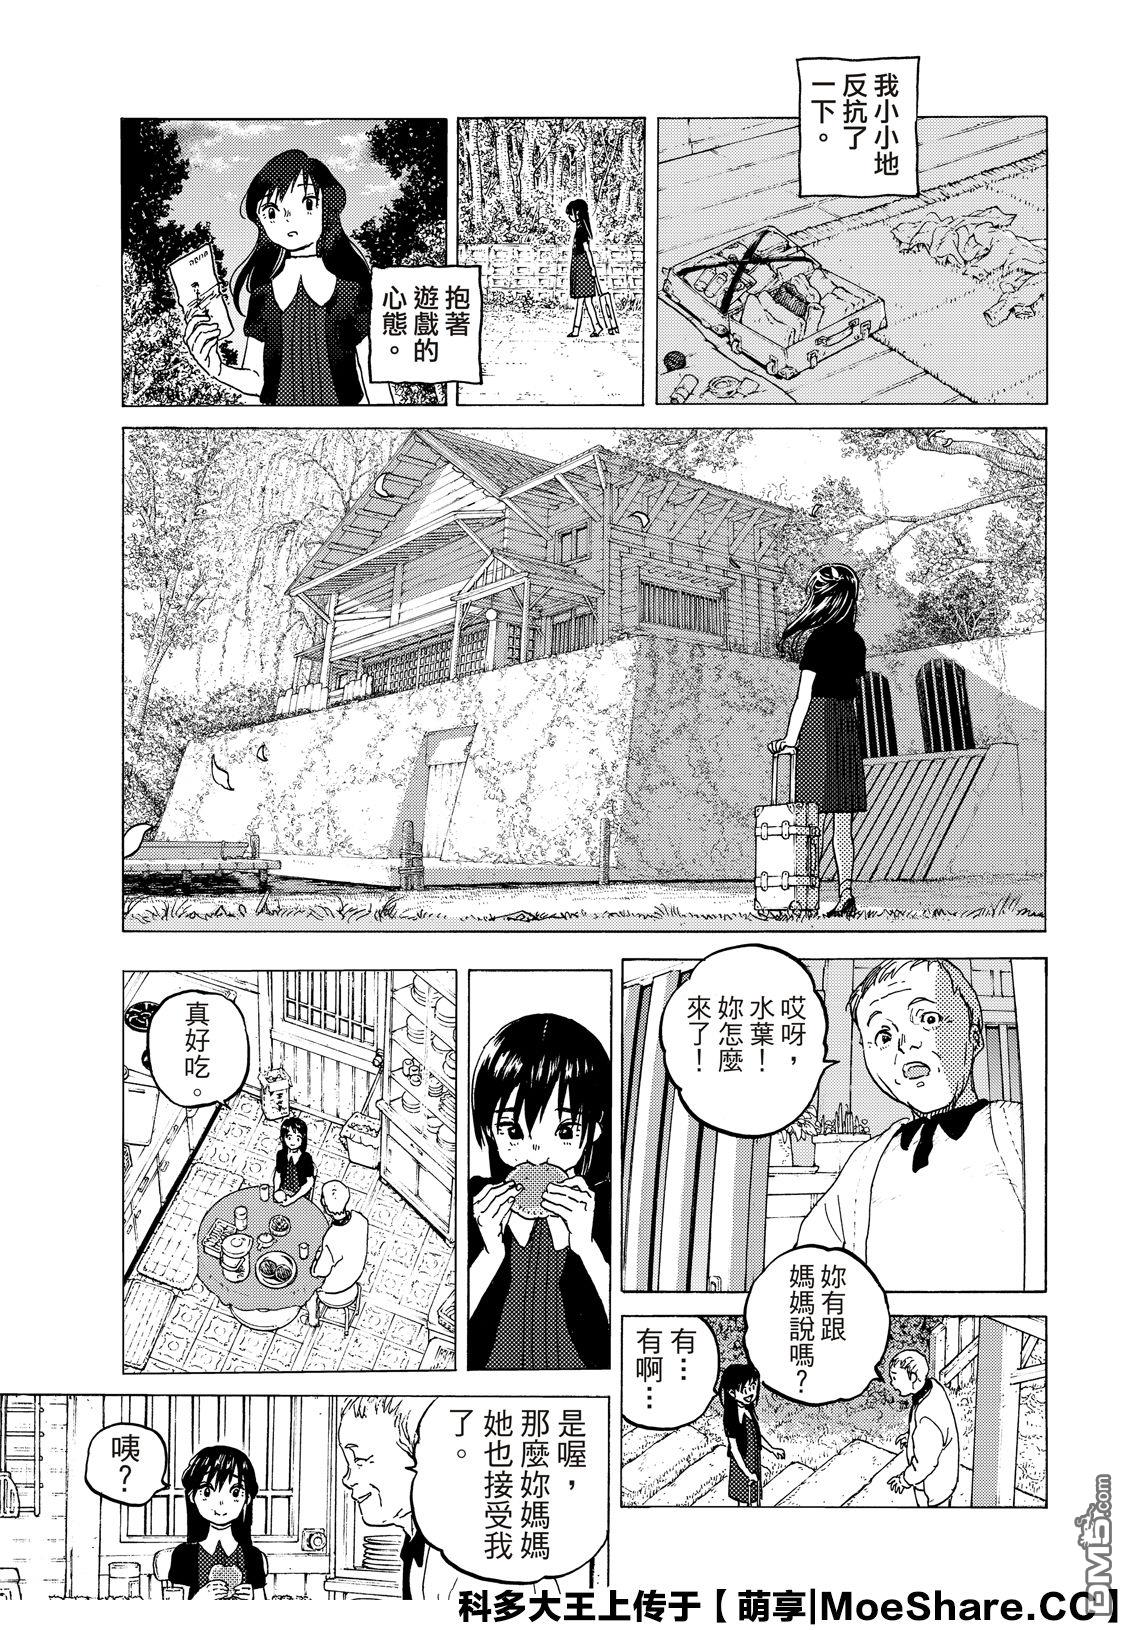 我小小地
反抗了
一下。
抱著
遊戲的
心態。
哎呀，
水葉！
妳怎麼
來了！
妳有跟
媽媽說嗎？
有…
有啊…
真好吃。
是喔，
那麼妳媽媽
她也接受我
了。
咦？
科多大王上传于【萌享|MoeShare.CC】
DM5.com